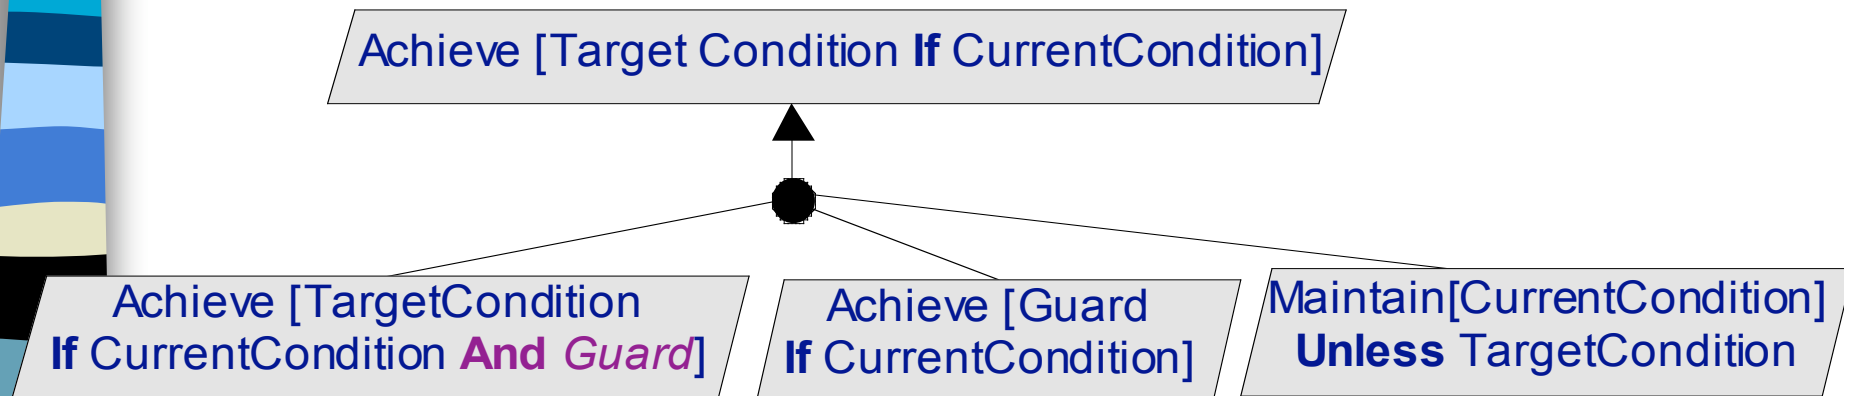 Achieve [Target Condition If CurrentCondition]
Achieve [TargetCondition
If CurrentCondition And Guard]
Achieve [Guard
If CurrentCondition]
Maintain[CurrentCondition]
Unless TargetCondition